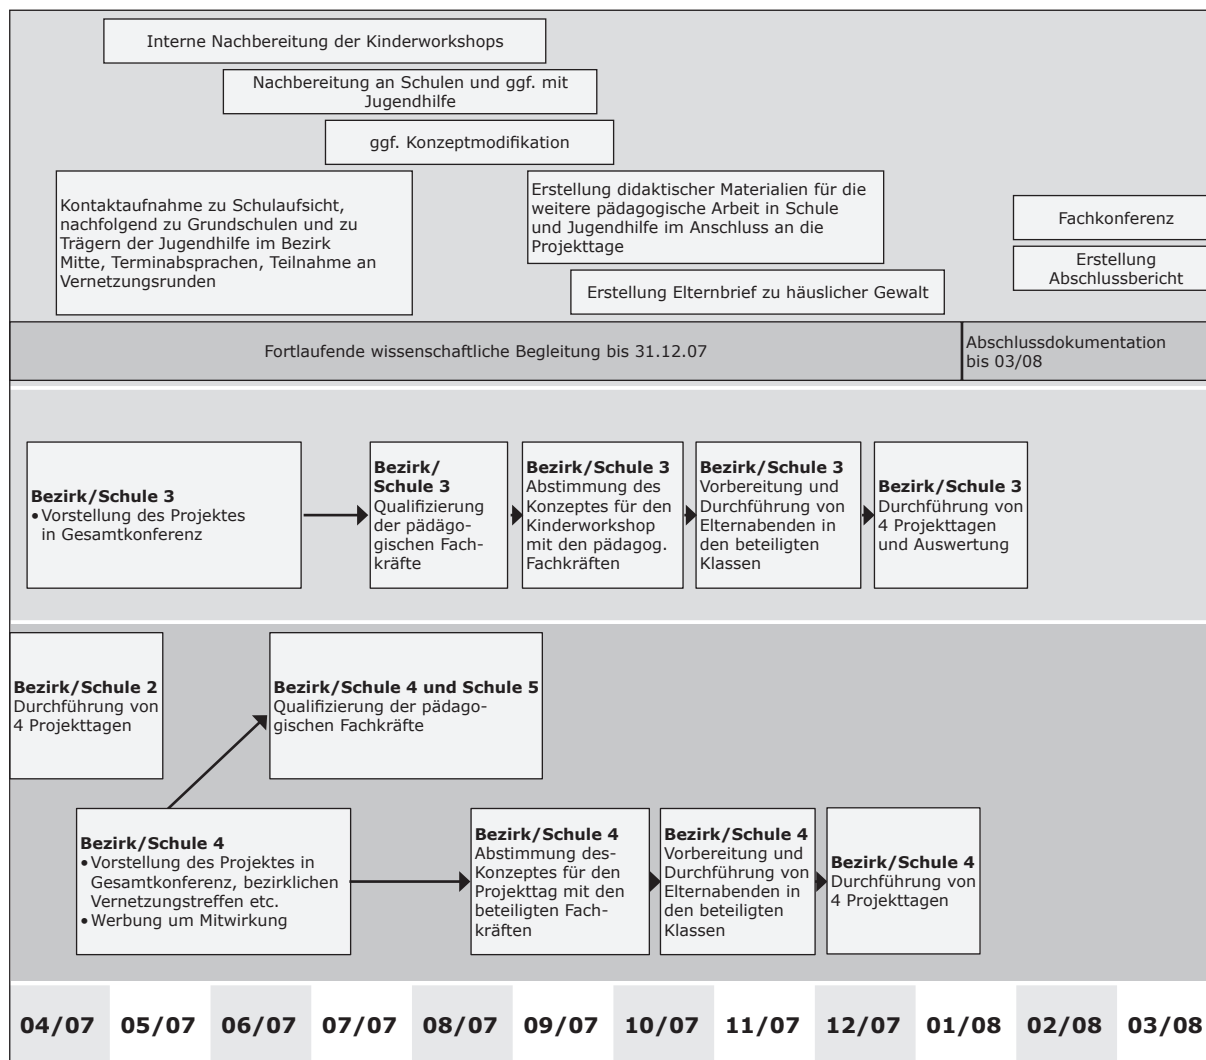 Interne Nachbereitung der Kinderworkshops
Nachbereitung an Schulen und ggf. mit
Jugendhilfe
ggf. Konzeptmodifikation
Kontaktaufnahme zu Schulaufsicht,
nachfolgend zu Grundschulen und zu
Trägern der Jugendhilfe im Bezirk
Mitte, Terminabsprachen, Teilnahme an
Vernetzungsrunden
Erstellung didaktischer Materialien für die
weitere pädagogische Arbeit in Schule
und Jugendhilfe im Anschluss an die
Projekttage
Fachkonferenz
Erstellung
Abschlussbericht
Erstellung Elternbrief zu häuslicher Gewalt
Fortlaufende wissenschaftliche Begleitung bis 31.12.07
Abschlussdokumentation
bis 03/08
Bezirk/Schule 3
• Vorstellung des Projektes
in Gesamtkonferenz
Bezirk/
Schule 3
Qualifizierung
der pädägo-
gischen Fach-
kräfte
Bezirk/Schule 3
Abstimmung des
Konzeptes für den
Kinderworkshop
mit den pädagog.
Fachkräften
Bezirk/Schule 3
Vorbereitung und
Durchführung von
Elternabenden in
den beteiligten
Klassen
Bezirk/Schule 3
Durchführung von
4 Projekttagen
und Auswertung
Bezirk/Schule 2
Durchführung von
4 Projekttagen
Bezirk/Schule 4 und Schule 5
Qualifizierung der pädago-
gischen Fachkräfte
Bezirk/Schule 4
• Vorstellung des Projektes in
Gesamtkonferenz, bezirklichen
Vernetzungstreffen etc.
• Werbung um Mitwirkung
Bezirk/Schule 4
Abstimmung des-
Konzeptes für den
Projekttag mit den
beteiligten Fach-
kräften
Bezirk/Schule 4
Vorbereitung und
Durchführung von
Elternabenden in
den beteiligten
Klassen
Bezirk/Schule 4
Durchführung von
4 Projekttagen
04/07 05/07 06/07 07/07 08/07 09/07 10/07 11/07 12/07 01/08 02/08 03/08